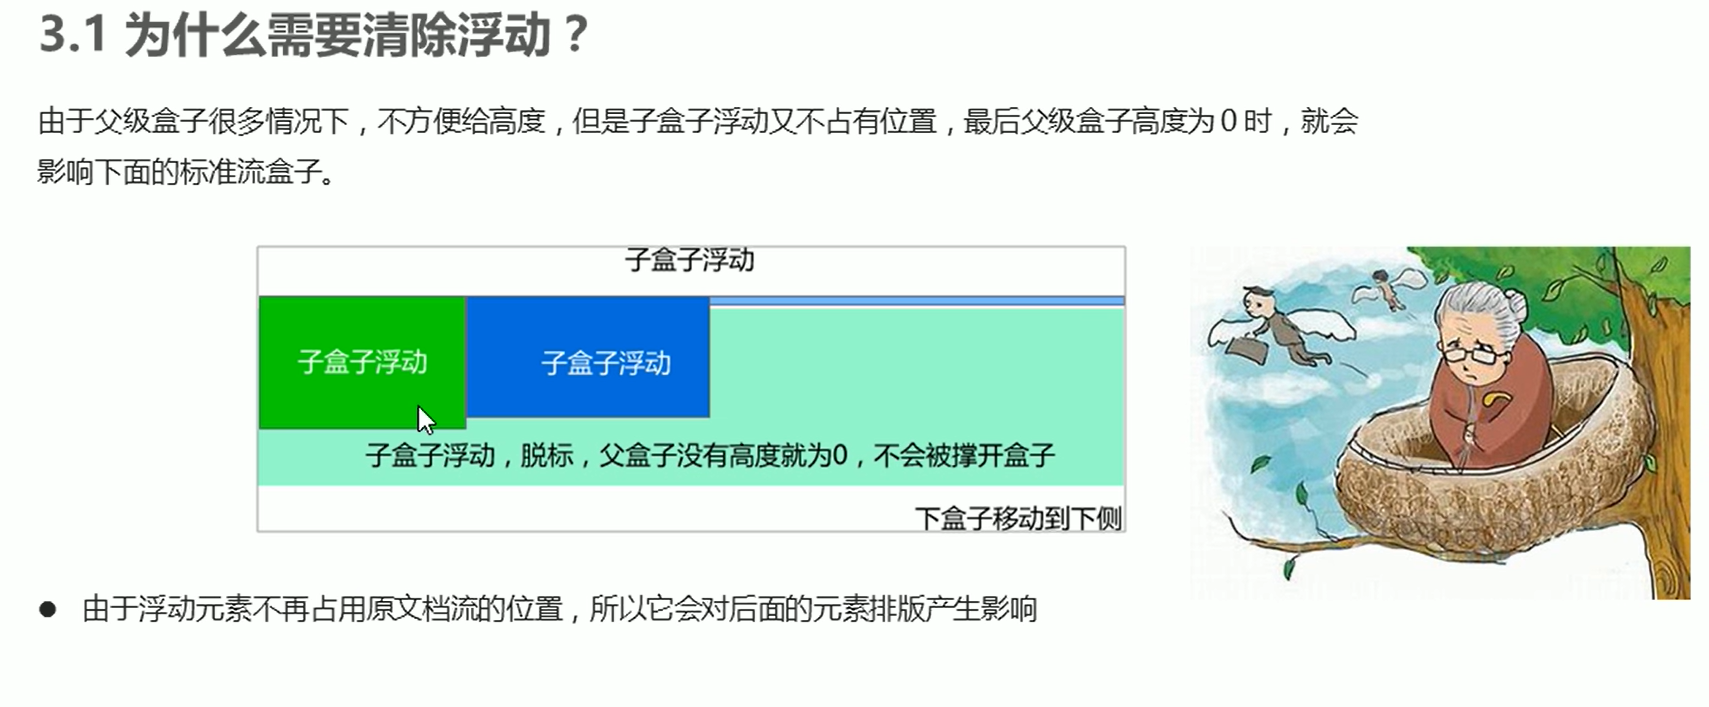 3.1 为什么需要清除浮动？
由于父级盒子很多情况下，不方便给高度，但是子盒子浮动又不占有位置，最后父级盒子高度为 0 时，就会
影响下面的标准流盒子。
子盒子浮动
子盒子浮动
子盒子浮动
子盒子浮动，脱标，父盒子没有高度就为0，不会被撑开盒子
下盒子移动到下侧
● 由于浮动元素不再占用原文档流的位置，所以它会对后面的元素排版产生影响